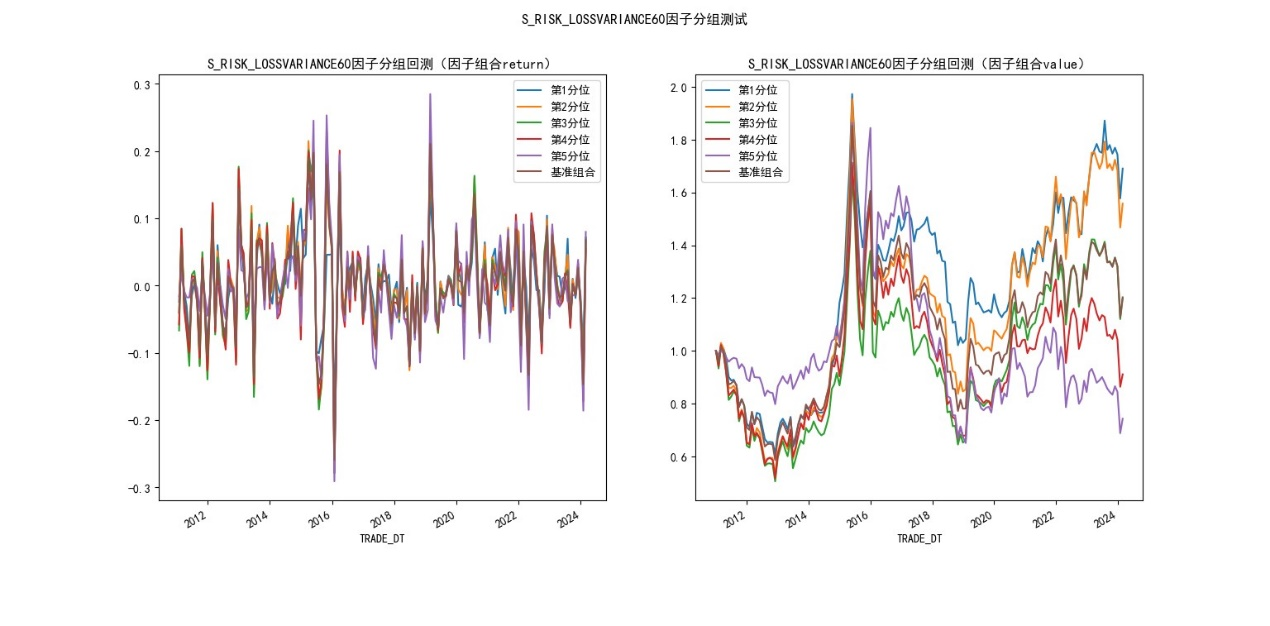 S_RISK_LOSSVARIANCE60因子分组测试
S_RISK_LOSSVARIANCE60因子分组回测（因子组合return）
0.3
0.2
0.1
0.0
-0.1
-0.2
-0.3
第1分位
第2分位
第3分位
第4分位
第5分位
基准组合
2012
2014
2016
2018
2020
2022
2024
TRADE_DT
S_RISK_LOSSVARIANCE60因子分组回测（因子组合value）
2.0
1.8
1.6
1.4
1.2
1.0
0.8
0.6
第1分位
第2分位
第3分位
第4分位
第5分位
基准组合
2012
2014
2016
2018
2020
2022
2024
TRADE_DT